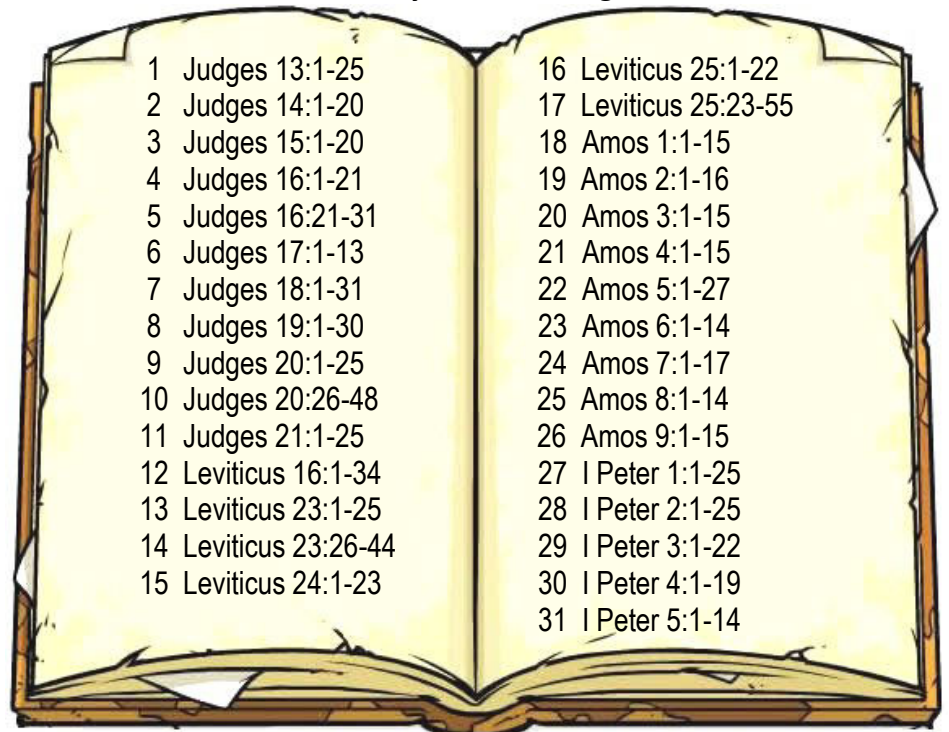 1 Judges 13:1-25
2 Judges 14:1-20
3 Judges 15:1-20
4 Judges 16:1-21
5 Judges 16:21-31
6 Judges 17:1-13
7 Judges 18:1-31
8 Judges 19:1-30
9 Judges 20:1-25
10 Judges 20:26-48
11 Judges 21:1-25
12 Leviticus 16:1-34
13 Leviticus 23:1-25
14 Leviticus 23:26-44
15 Leviticus 24:1-23
16 Leviticus 25:1-22
17 Leviticus 25:23-55
18 Amos 1:1-15
19 Amos 2:1-16
20 Amos 3:1-15
21 Amos 4:1-15
22 Amos 5:1-27
23 Amos 6:1-14
24 Amos 7:1-17
25 Amos 8:1-14
26 Amos 9:1-15
27 I Peter 1:1-25
28 I Peter 2:1-25
29 I Peter 3:1-22
30 I Peter 4:1-19
31 I Peter 5:1-14